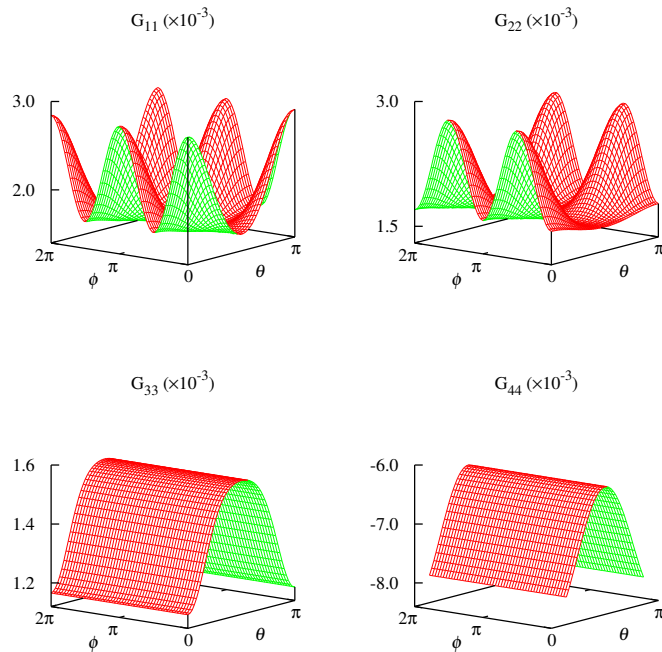 G11 (×10-3)
G22 (×10-3)
3.0
2.0
2π
π
0
ϕ
θ
π
3.0
1.5
2π
π
0
ϕ
θ
π
G33 (×10-3)
G44 (×10-3)
1.6
1.4
1.2
2π
π
0
ϕ
θ
π
-6.0
-7.0
-8.0
2π
π
0
ϕ
θ
π